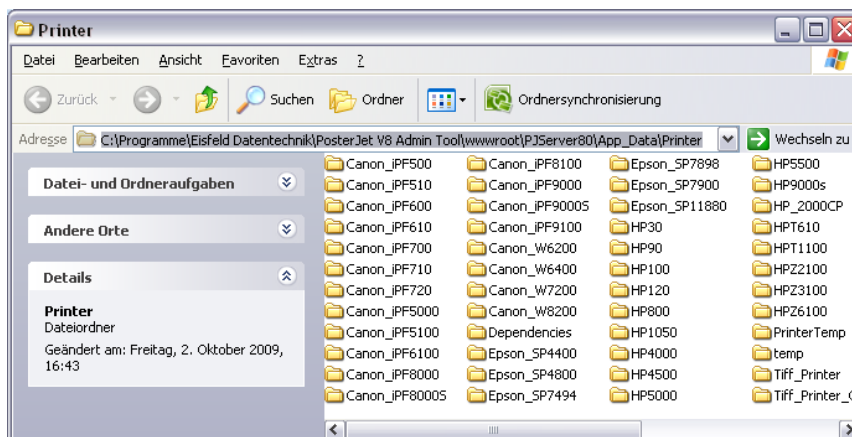 Printer
Datei Bearbeiten Ansicht Favoriten Extras ?
Zurück Suchen Ordner Ordnersynchronisierung
Adresse C:\Programme\Eisfeld Datentechnik\PosterJet V8 Admin Tool\wwwroot\PJServer80\App_Data\Printer Wechseln zu
Datei- und Ordneraufgaben
Andere Orte
Details
Printer
Dateiordner
Geändert am: Freitag, 2. Oktober 2009,
16:43
Canon_iPF500
Canon_iPF510
Canon_iPF600
Canon_iPF610
Canon_iPF700
Canon_iPF710
Canon_iPF720
Canon_iPF5000
Canon_iPF5100
Canon_iPF6100
Canon_iPF8000
Canon_iPF8000S
Canon_iPF8100
Canon_iPF9000
Canon_iPF9000S
Canon_iPF9100
Canon_W6200
Canon_W6400
Canon_W7200
Canon_W8200
Dependencies
Epson_SP4400
Epson_SP4800
Epson_SP7494
Epson_SP7898
Epson_SP7900
Epson_SP11880
HP30
HP90
HP100
HP120
HP800
HP1050
HP4000
HP4500
HP5000
HP5500
HP9000s
HP_2000CP
HPT610
HPT1100
HPZ2100
HPZ3100
HPZ6100
PrinterTemp
temp
Tiff_Printer
Tiff_Printer_